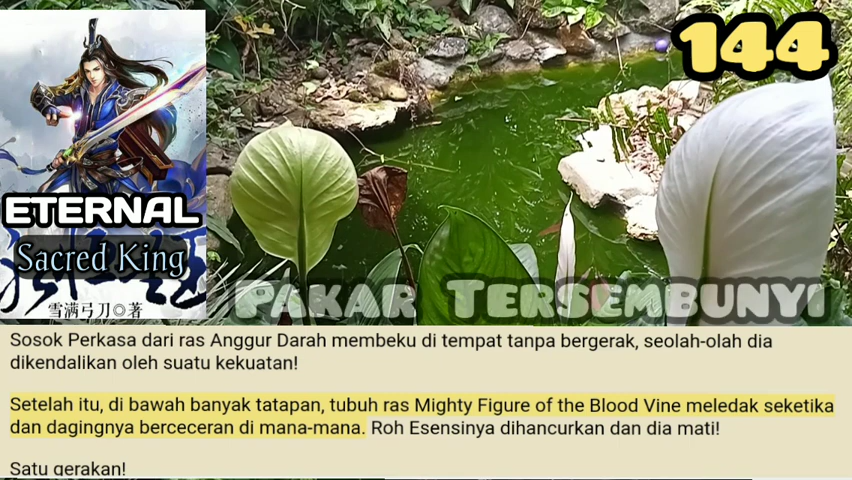 144
ETERNAL
Sacred King
雪满弓刀◎著
PAKAR TERSEMBUNYI
Sosok Perkasa dari ras Anggur Darah membeku di tempat tanpa bergerak, seolah-olah dia
dikendalikan oleh suatu kekuatan!
Setelah itu, di bawah banyak tatapan, tubuh ras Mighty Figure of the Blood Vine meledak seketika
dan dagingnya berceceran di mana-mana. Roh Esensinya dihancurkan dan dia mati!
Satu gerakan!